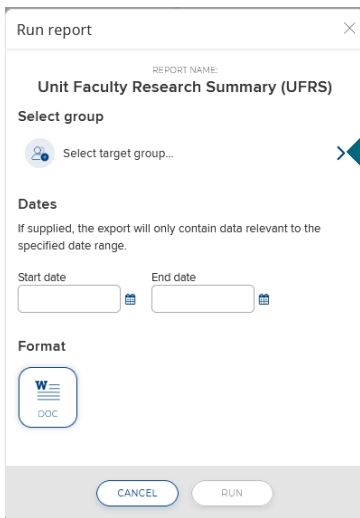 Run report
REPORT NAME:
Unit Faculty Research Summary (UFRS)
Select group
Select target group...
Dates
If supplied, the export will only contain data relevant to the
specified date range.
Start date End date
Format
W
DOC
CANCEL RUN